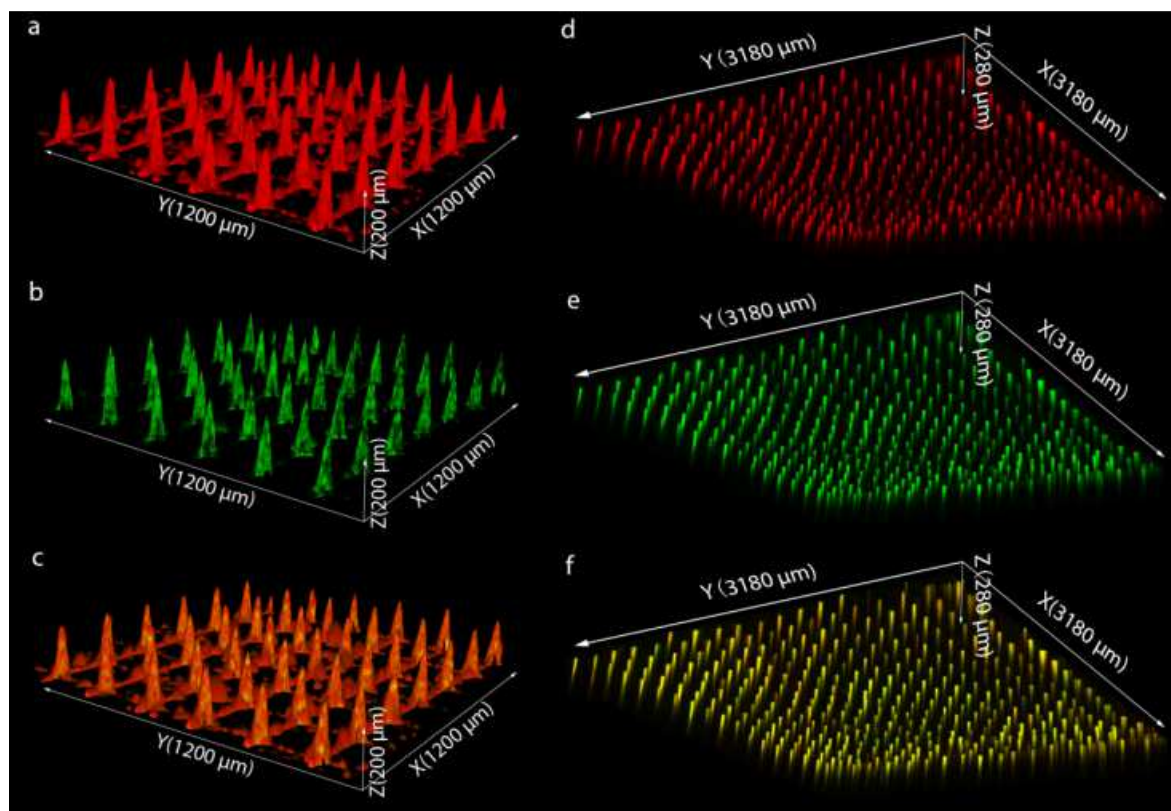 a
Y(1200 µm)
Z(200 µm)
X(1200 µm)
d
Y (3180 µm)
Z (280 µm)
X(3180 µm)
b
Y(1200 µm)
Z(200 µm)
X(1200 µm)
e
Y (3180 µm)
Z (280 µm)
X(3180 µm)
c
Y(1200 µm)
Z(200 µm)
X(1200 µm)
f
Y (3180 µm)
Z (280 µm)
X(3180 µm)